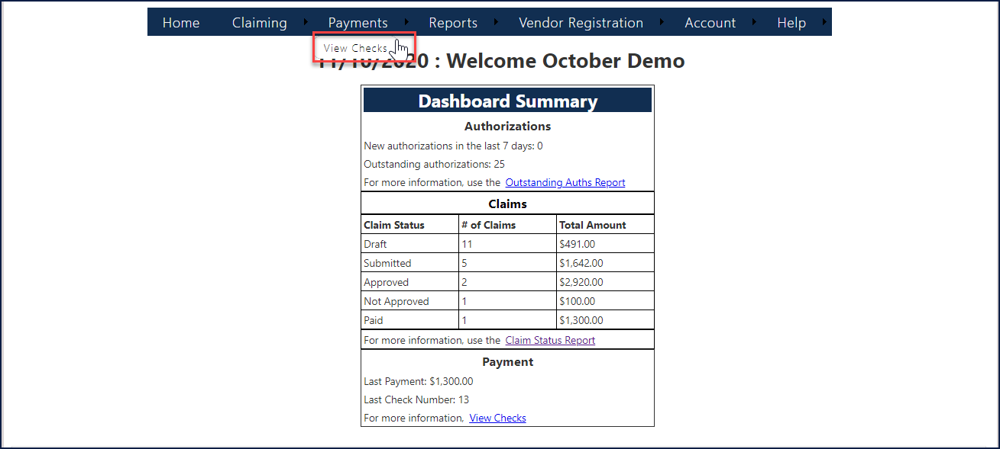 Home Claiming Payments Reports Vendor Registration Account Help
View Checks
11/10/2020 : Welcome October Demo
Dashboard Summary
Authorizations
New authorizations in the last 7 days: 0
Outstanding authorizations: 25
For more information, use the Outstanding Auths Report
Claims
Claim Status # of Claims Total Amount
Draft 11 $491.00
Submitted 5 $1,642.00
Approved 2 $2,920.00
Not Approved 1 $100.00
Paid 1 $1,300.00
For more information, use the Claim Status Report
Payment
Last Payment: $1,300.00
Last Check Number: 13
For more information, View Checks